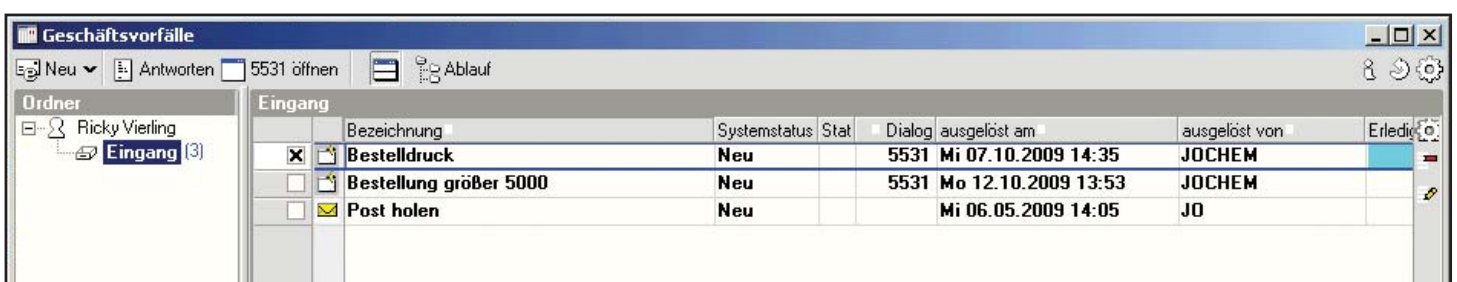 Geschäftsvorfälle
Neu Antworten 5531 öffnen Ablauf
Ordner Eingang
Ricky Vierling
Eingang (3)
Bezeichnung Systemstatus Stat Dialog ausgelöst am ausgelöst von Erledig
Bestelldruck Neu 5531 Mi 07.10.2009 14:35 JOCHEM
Bestellung größer 5000 Neu 5531 Mo 12.10.2009 13:53 JOCHEM
Post holen Neu Mi 06.05.2009 14:05 JO